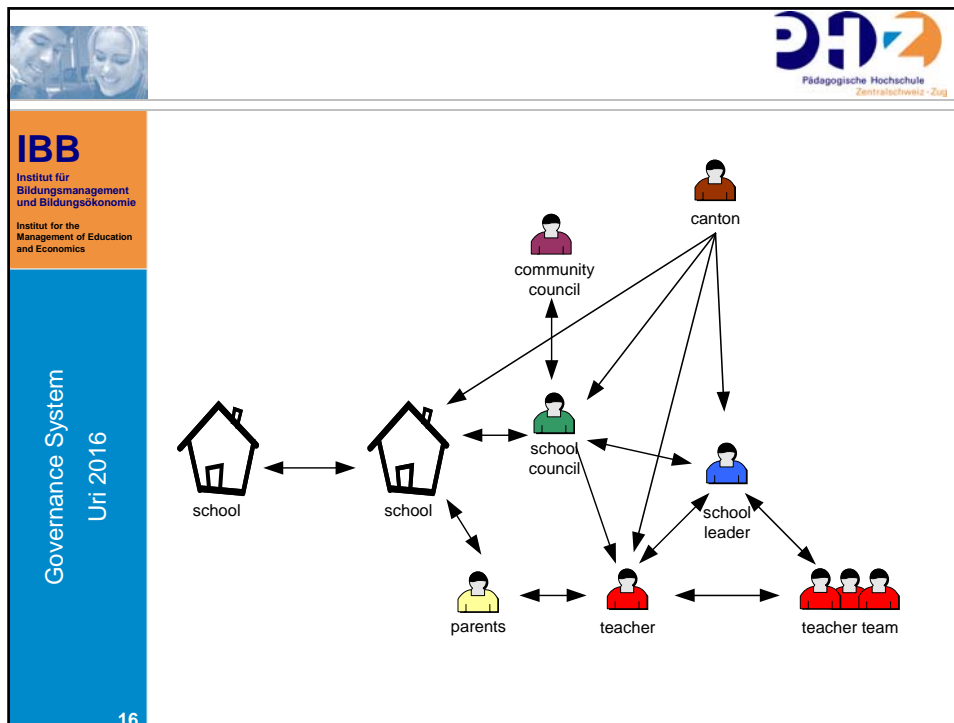 PHZ
Pädagogische Hochschule
Zentralschweiz - Zug
IBB
Institut für
Bildungsmanagement
und Bildungsökonomie
Institut for the
Management of Education
and Economics
Governance System
Uri 2016
canton
community
council
school
school
school
council
school
leader
parents
teacher
teacher team
16